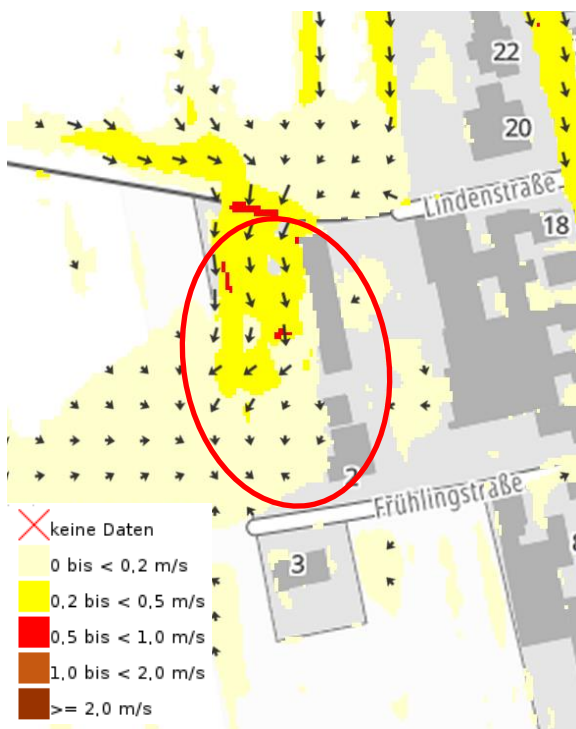 22
20
Lindenstraße
18
2
Frühlingstraße
3
8
keine Daten
0 bis < 0,2 m/s
0,2 bis < 0,5 m/s
0,5 bis < 1,0 m/s
1,0 bis < 2,0 m/s
>= 2,0 m/s